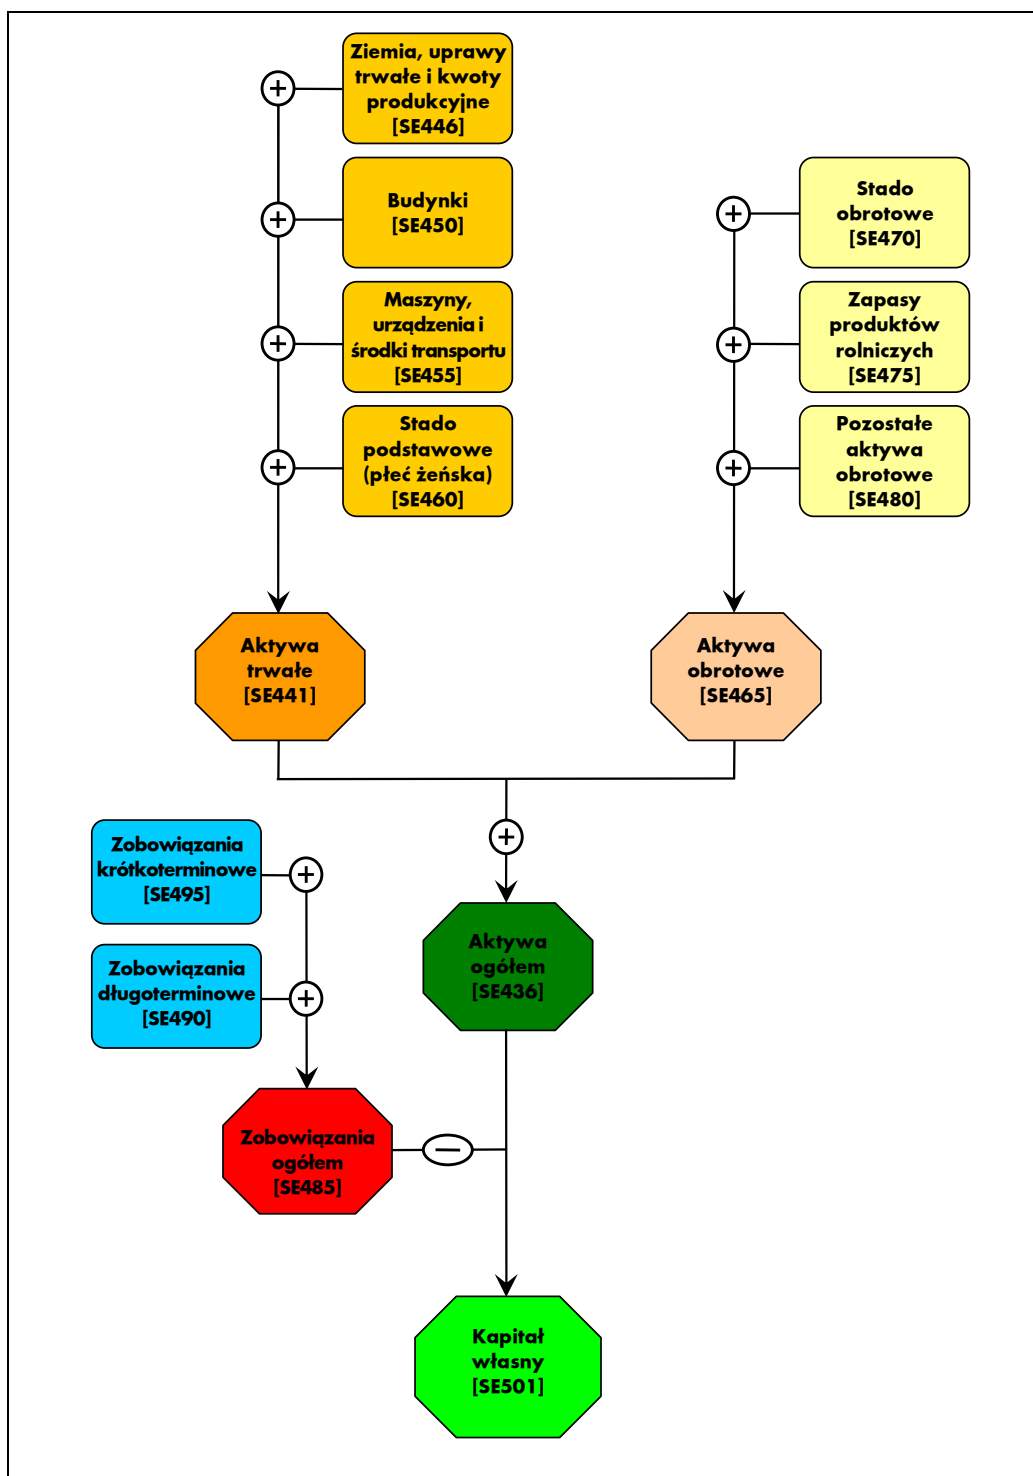 Ziemia, uprawy
trwałe i kwoty
produkcyjne
[SE446]
Budynki
[SE450]
Maszyny,
urządzenia i
środki transportu
[SE455]
Stado
podstawowe
(płeć żeńska)
[SE460]
Stado
obrotowe
[SE470]
Zapasy
produktów
rolniczych
[SE475]
Pozostałe
aktywa
obrotowe
[SE480]
Aktywa
trwałe
[SE441]
Aktywa
obrotowe
[SE465]
Zobowiązania
krótkoterminowe
[SE495]
Zobowiązania
długoterminowe
[SE490]
Aktywa
ogółem
[SE436]
Zobowiązania
ogółem
[SE485]
Kapitał
własny
[SE501]